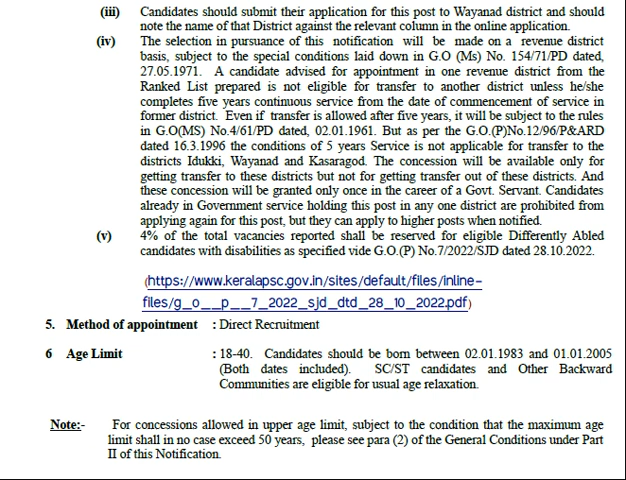 (iii) Candidates should submit their application for this post to Wayanad district and should
note the name of that District against the relevant column in the online application.
(iv) The selection in pursuance of this notification will be made on a revenue district
basis, subject to the special conditions laid down in G.O (Ms) No. 154/71/PD dated,
27.05.1971. A candidate advised for appointment in one revenue district from the
Ranked List prepared is not eligible for transfer to another district unless he/she
completes five years continuous service from the date of commencement of service in
former district. Even if transfer is allowed after five years, it will be subject to the rules
in G.O(MS) No.4/61/PD dated, 02.01.1961. But as per the G.O.(P)No.12/96/P&ARD
dated 16.3.1996 the conditions of 5 years Service is not applicable for transfer to the
districts Idukki, Wayanad and Kasaragod. The concession will be available only for
getting transfer to these districts but not for getting transfer out of these districts. And
these concession will be granted only once in the career of a Govt. Servant. Candidates
already in Government service holding this post in any one district are prohibited from
applying again for this post, but they can apply to higher posts when notified.
(v) 4% of the total vacancies reported shall be reserved for eligible Differently Abled
candidates with disabilities as specified vide G.O.(P) No.7/2022/SJD dated 28.10.2022.
(https://www.keralapsc.gov.in/sites/default/files/inline-
files/g_o__p__7_2022_sjd_dtd_28_10_2022.pdf)
5. Method of appointment : Direct Recruitment
6 Age Limit : 18-40. Candidates should be born between 02.01.1983 and 01.01.2005
(Both dates included). SC/ST candidates and Other Backward
Communities are eligible for usual age relaxation.
Note:- For concessions allowed in upper age limit, subject to the condition that the maximum age
limit shall in no case exceed 50 years, please see para (2) of the General Conditions under Part
II of this Notification.